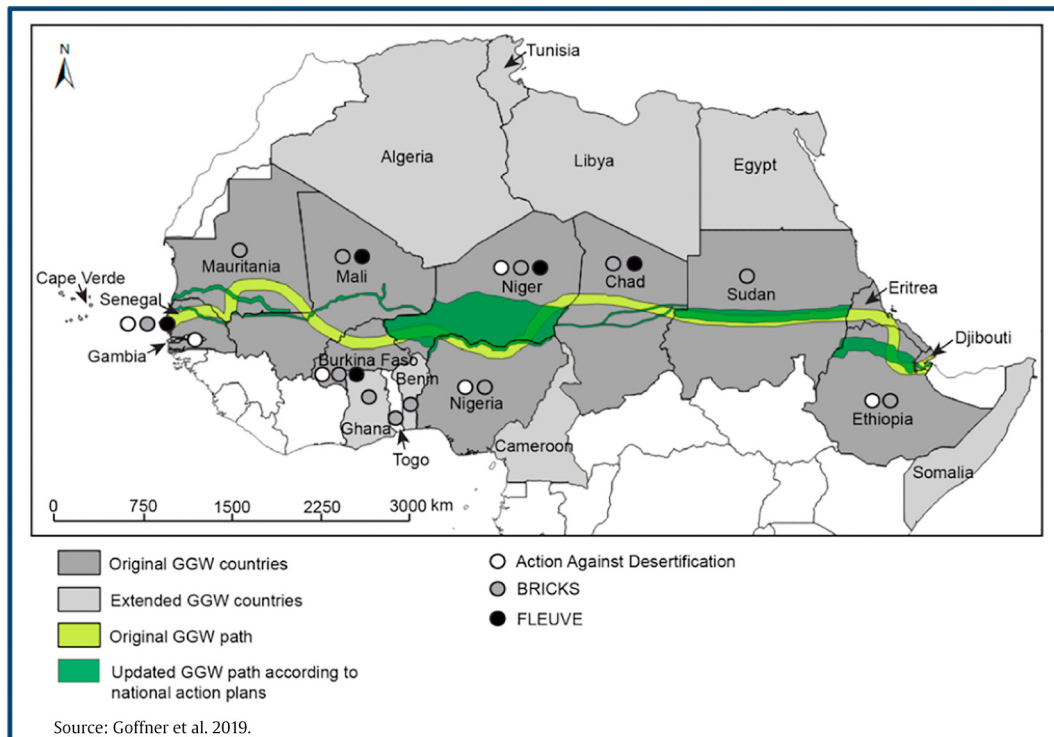 N
Tunisia
Algeria
Libya
Egypt
Mauritania
Mali
Niger
Chad
Sudan
Cape Verde
Senegal
Eritrea
Gambia
Djibouti
Burkina Faso
Benin
Nigeria
Ethiopia
Ghana
Togo
Cameroon
Somalia
0 750 1500 2250 3000 km
Original GGW countries
Extended GGW countries
Original GGW path
Updated GGW path according to
national action plans
Action Against Desertification
BRICKS
FLEUVE
Source: Goffner et al. 2019.